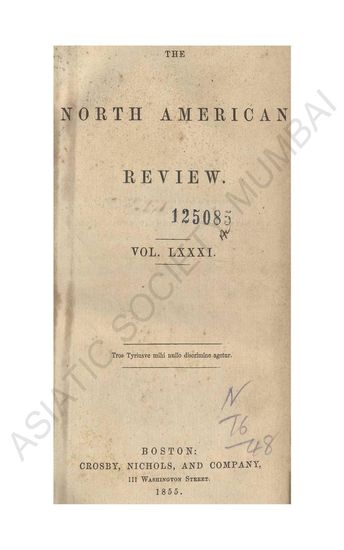 THE
NORTH AMERICAN
REVIEW.
125085
VOL. LXXXI.
Tros Tyriusve mihi nullo discrimine agetur.
N
76
48
BOSTON:
CROSBY, NICHOLS, AND COMPANY,
111 WASHINGTON STREET.
1855.
ASIATIC SOCIETY MUMBAI